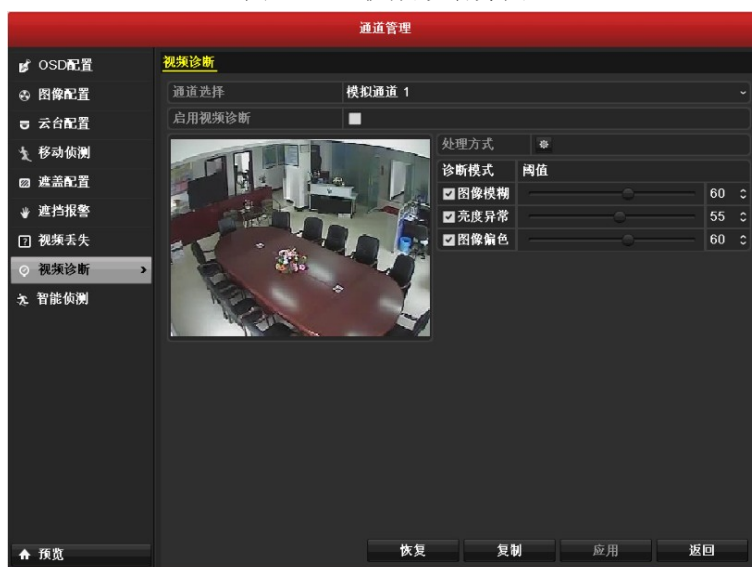 通道管理
OSD配置
图像配置
云台配置
移动侦测
遮盖配置
遮挡报警
视频丢失
视频诊断
智能侦测
预览
视频诊断
通道选择 模拟通道 1
启用视频诊断
处理方式
诊断模式 阈值
图像模糊 60
亮度异常 55
图像偏色 60
恢复 复制 应用 返回